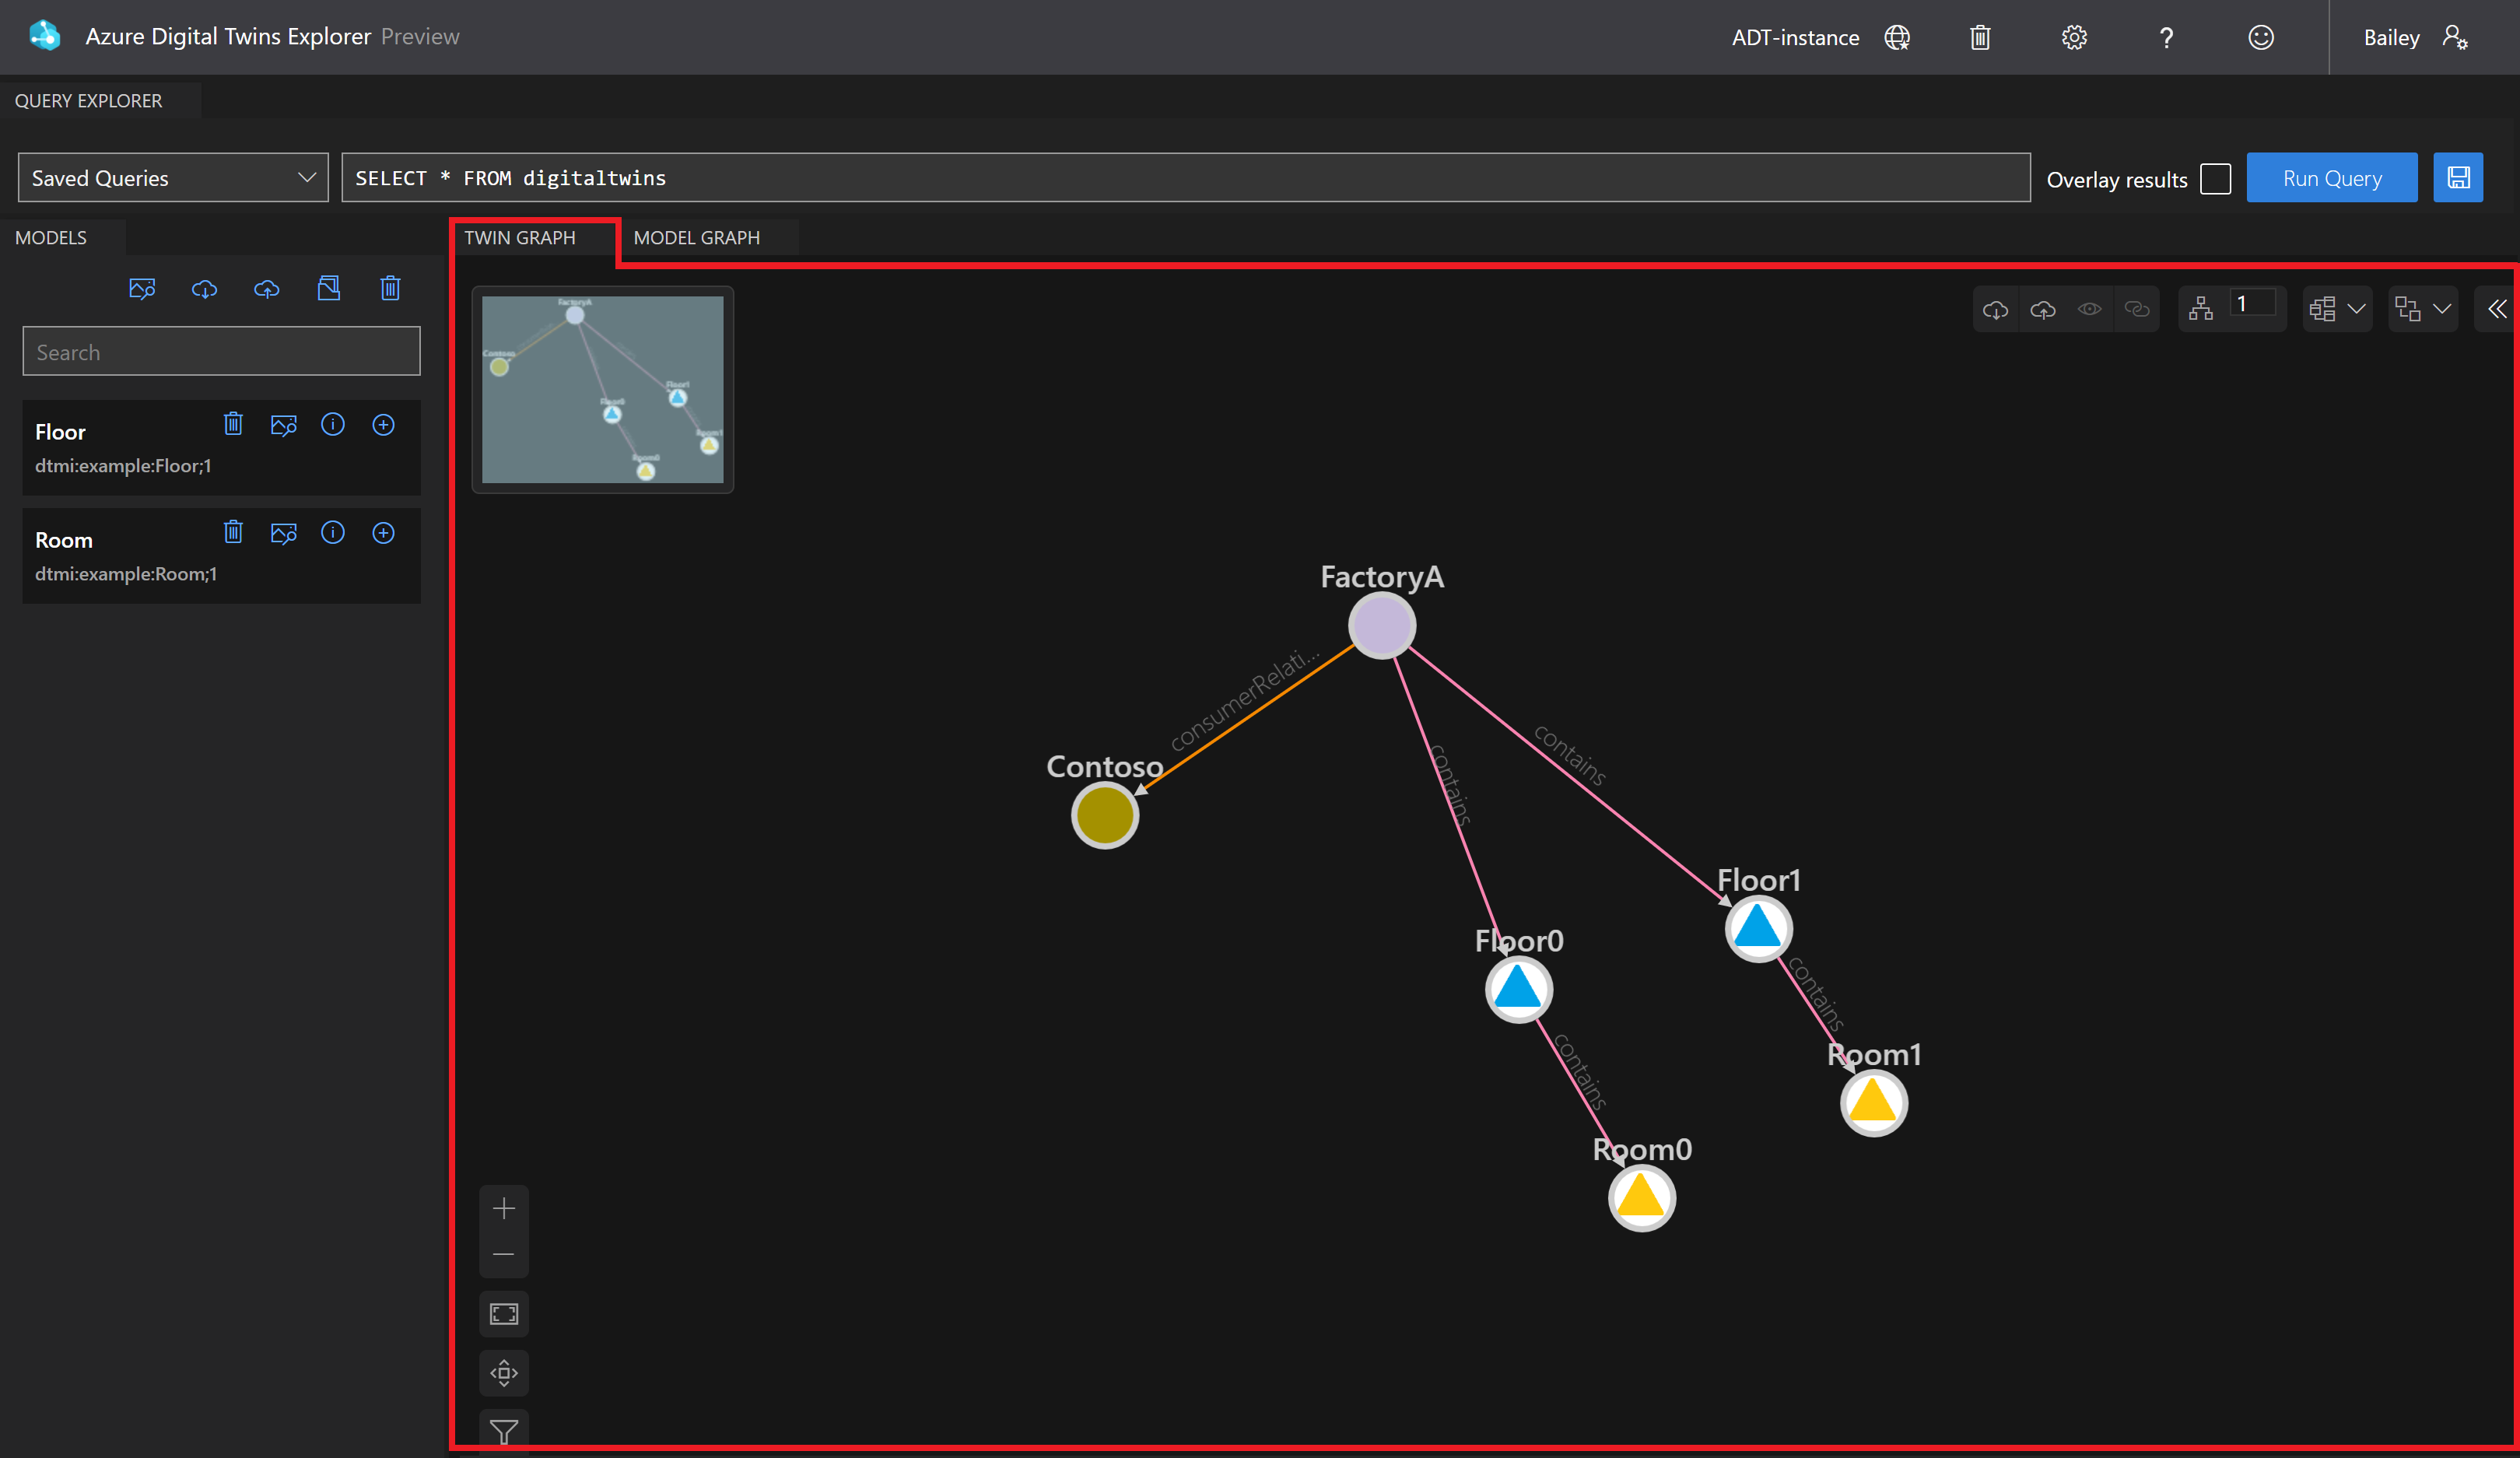 Azure Digital Twins Explorer Preview
ADT-instance
?
Bailey
QUERY EXPLORER
Saved Queries
SELECT * FROM digitaltwins
Overlay results
Run Query
MODELS
TWIN GRAPH
MODEL GRAPH
1
Search
Floor
dtmi:example:Floor;1
Room
dtmi:example:Room;1
FactoryA
Contoso
Floor1
Floor0
Room1
Room0
FactoryA
consumerRelati...
contains
contains
Contoso
Floor1
Floor0
contains
contains
Room1
Room0